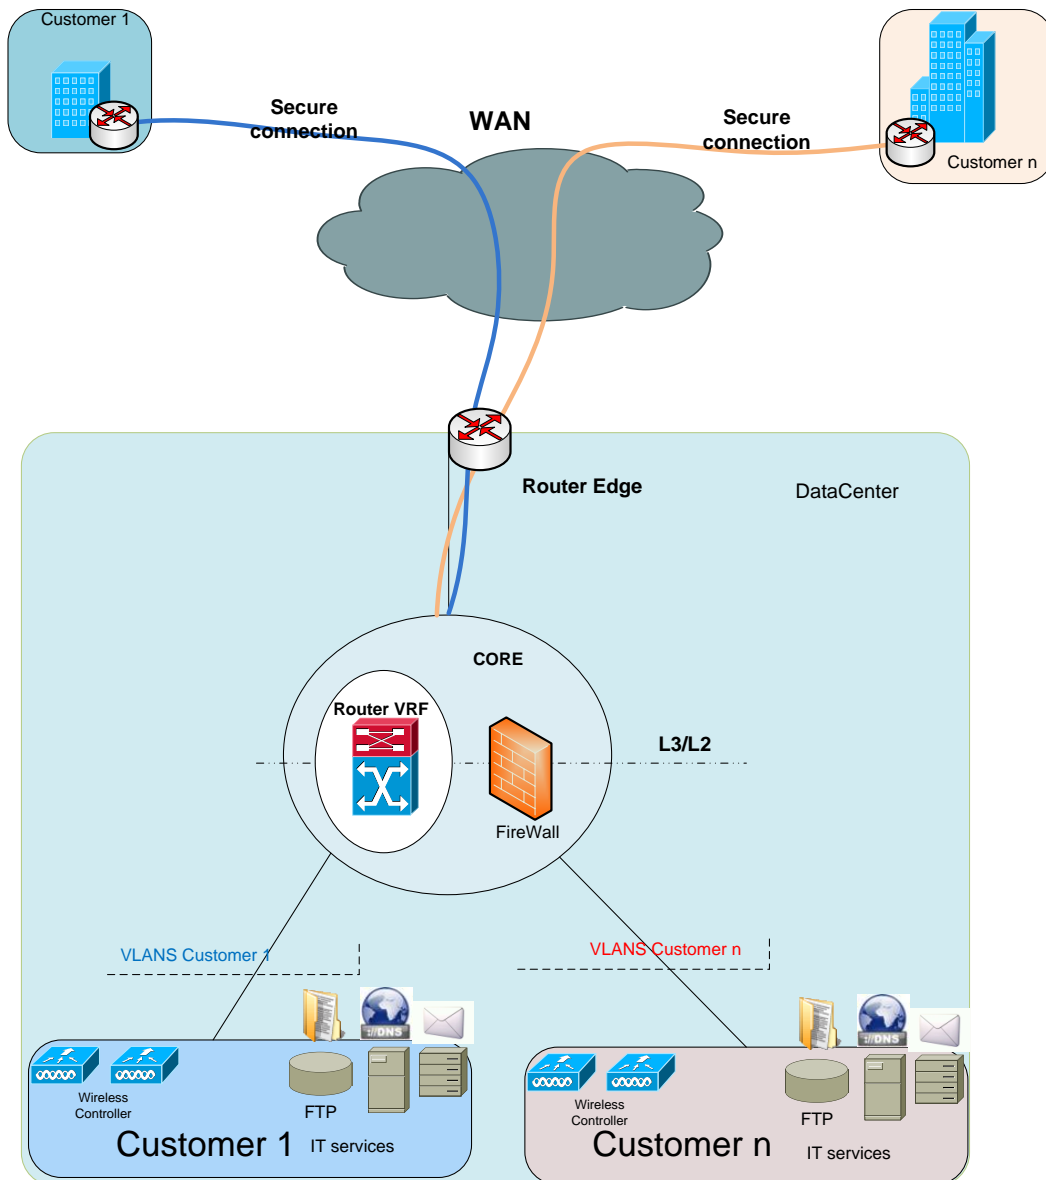 Customer 1
Secure
connection
WAN
Secure
connection
Customer n
Router Edge
DataCenter
CORE
Router VRF
L3/L2
FireWall
VLANS Customer 1
VLANS Customer n
://DNS
://DNS
Wireless
Controller
FTP
Customer 1
IT services
Wireless
Controller
FTP
Customer n
IT services